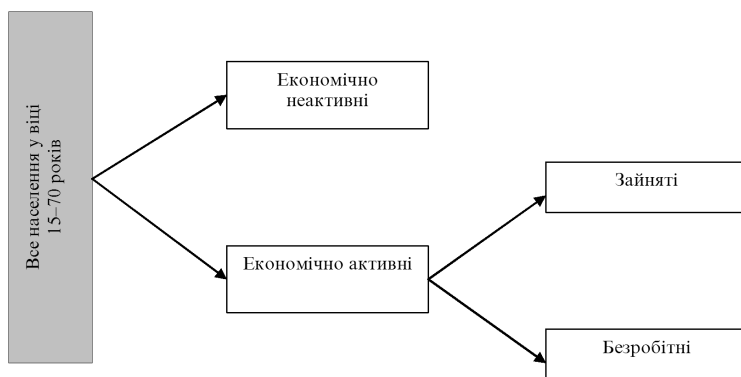 Все населення у віці
15–70 років
Економічно
неактивні
Економічно активні
Зайняті
Безробітні